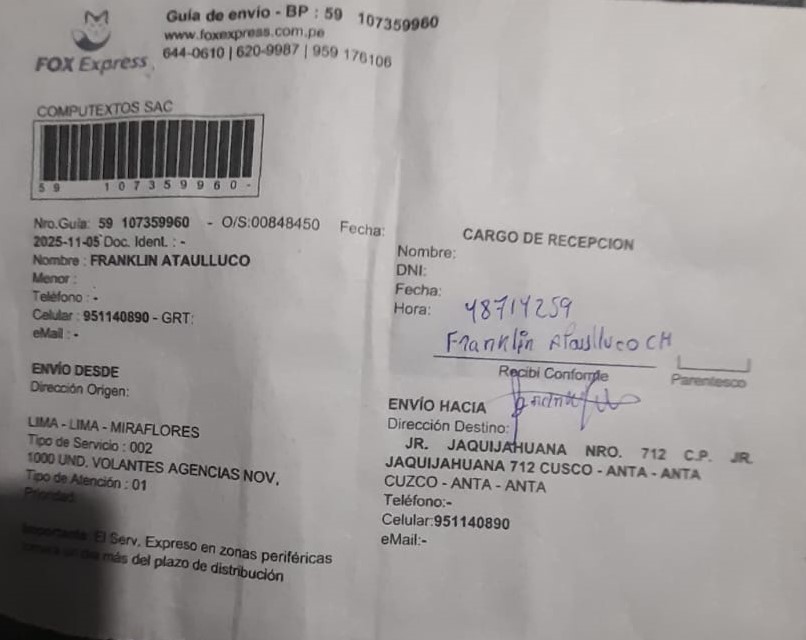 Guía de envío - BP : 59 107359960
www.foxexpress.com.pe
644-0610 | 620-9987 | 959 176106
FOX Express
COMPUTEXTOS SAC
59 107359960-
Nro.Guía: 59 107359960 - O/S:00848450 Fecha:
2025-11-05 Doc. Ident. : -
Nombre : FRANKLIN ATAULLUCO
Menor :
Teléfono : -
Celular : 951140890 - GRT:
eMail : -
ENVÍO DESDE
Dirección Origen:
LIMA - LIMA - MIRAFLORES
Tipo de Servicio : 002
1000 UND. VOLANTES AGENCIAS NOV,
Tipo de Atención : 01
Prioridad
Importante: El Serv. Expreso en zonas periféricas
más del plazo de distribución
CARGO DE RECEPCION
Nombre:
DNI:
Fecha:
Hora: 48714259
Franklin Ataulluco CH
Recibí Conforme
Parentesco
ENVÍO HACIA
Dirección Destino:
JR. JAQUIJAHUANA NRO. 712 C.P. JR.
JAQUIJAHUANA 712 CUSCO - ANTA - ANTA
CUZCO - ANTA - ANTA
Teléfono:-
Celular:951140890
eMail:-